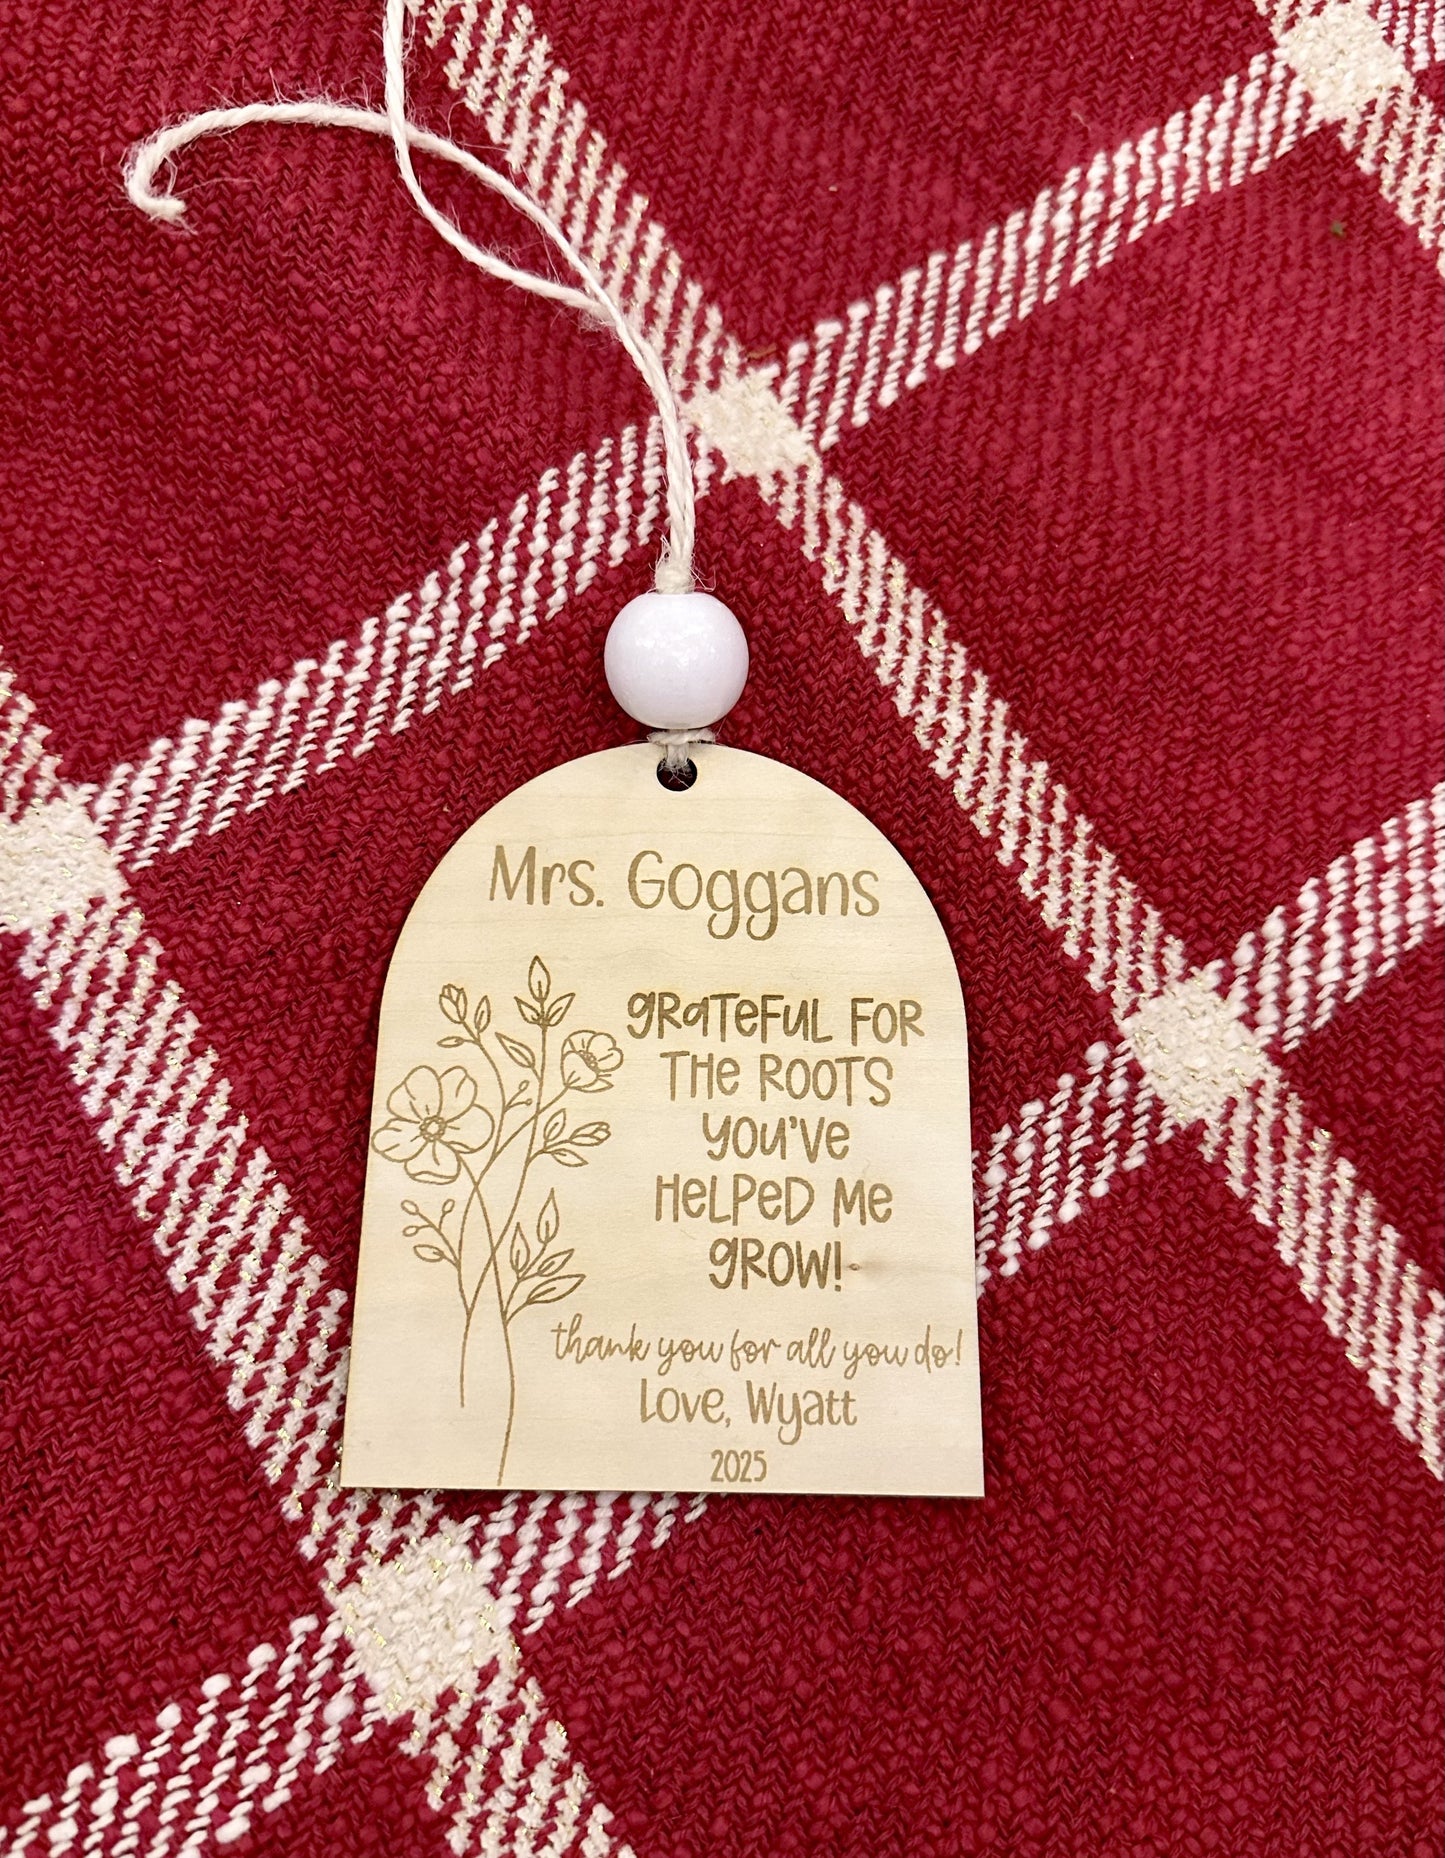 Mrs. Goggans
GRATEFUL FOR
THE ROOTS
YOU'VE
HELPED ME
GROW!
thank you for all you do!
Love, Wyatt
2025